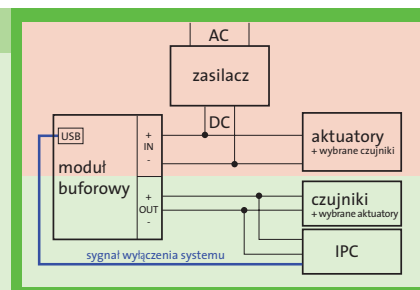 AC
zasilacz
DC
USB
+
IN
-
moduł
buforowy
+
OUT
-
aktuatory
+ wybrane czujniki
czujniki
+ wybrane aktuatory
IPC
sygnał wyłączenia systemu